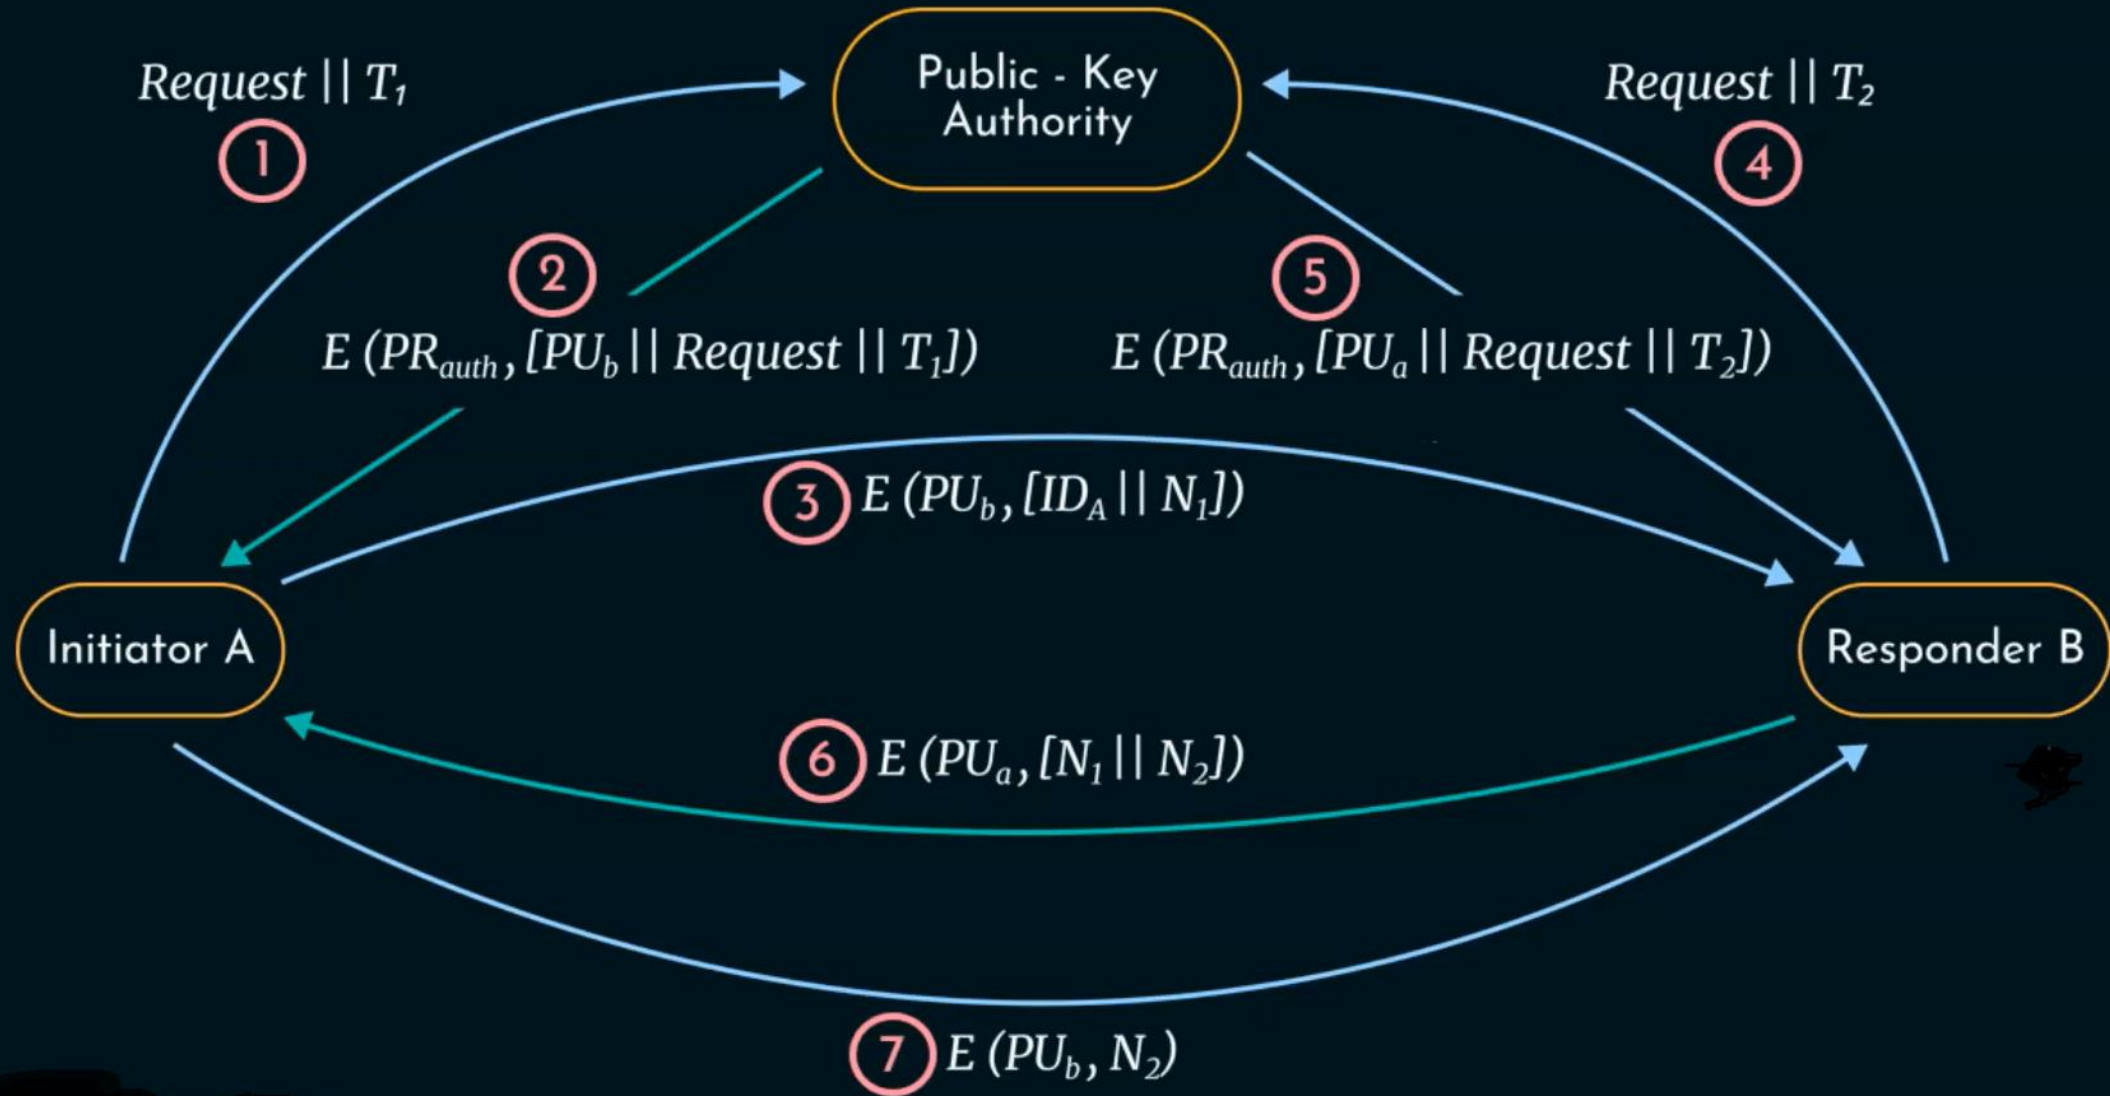 Public - Key
Authority
Request || T₁
1
Request || T₂
4
2
E (PRauth, [PUb || Request || T₁])
5
E (PRauth, [PUa || Request || T₂])
3 E (PUb, [IDA || N₁])
Initiator A
Responder B
6 E (PUa, [N₁ || N₂])
7 E (PUb, N₂)